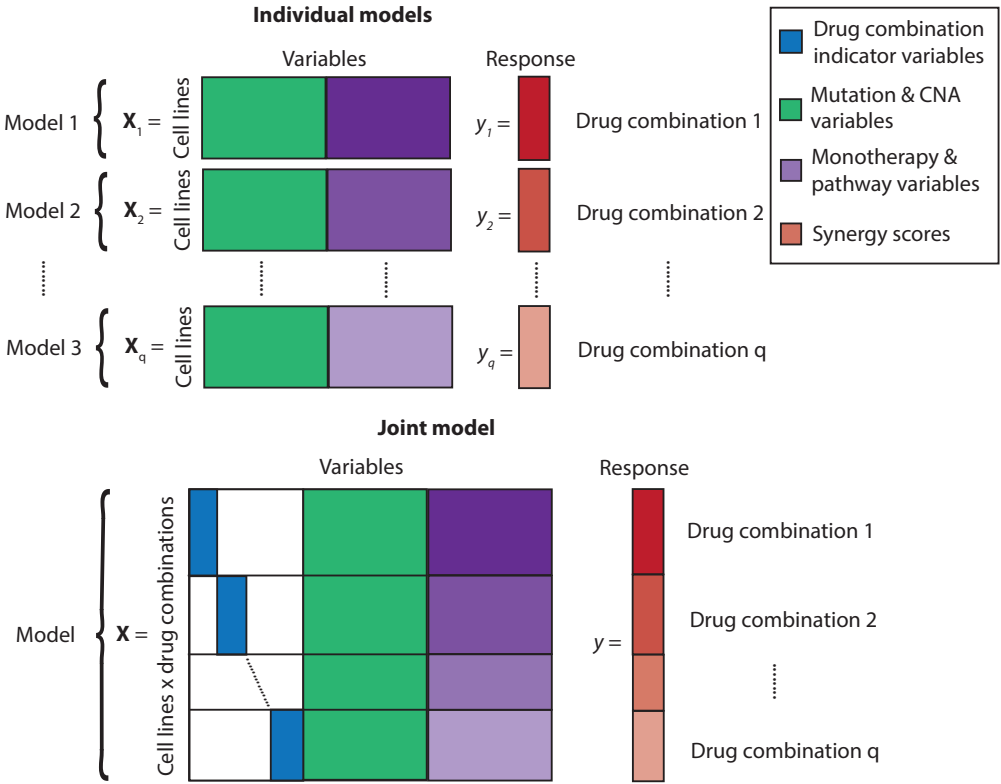 Individual models
Variables
Response
Model 1
X1 =
Cell lines
y1 =
Drug combination 1
Model 2
X2 =
Cell lines
y2 =
Drug combination 2
Model 3
Xq =
Cell lines
yq =
Drug combination q
Drug combination
indicator variables
Mutation & CNA
variables
Monotherapy &
pathway variables
Synergy scores
Joint model
Variables
Response
Model
X =
Cell lines x drug combinations
y =
Drug combination 1
Drug combination 2
Drug combination q